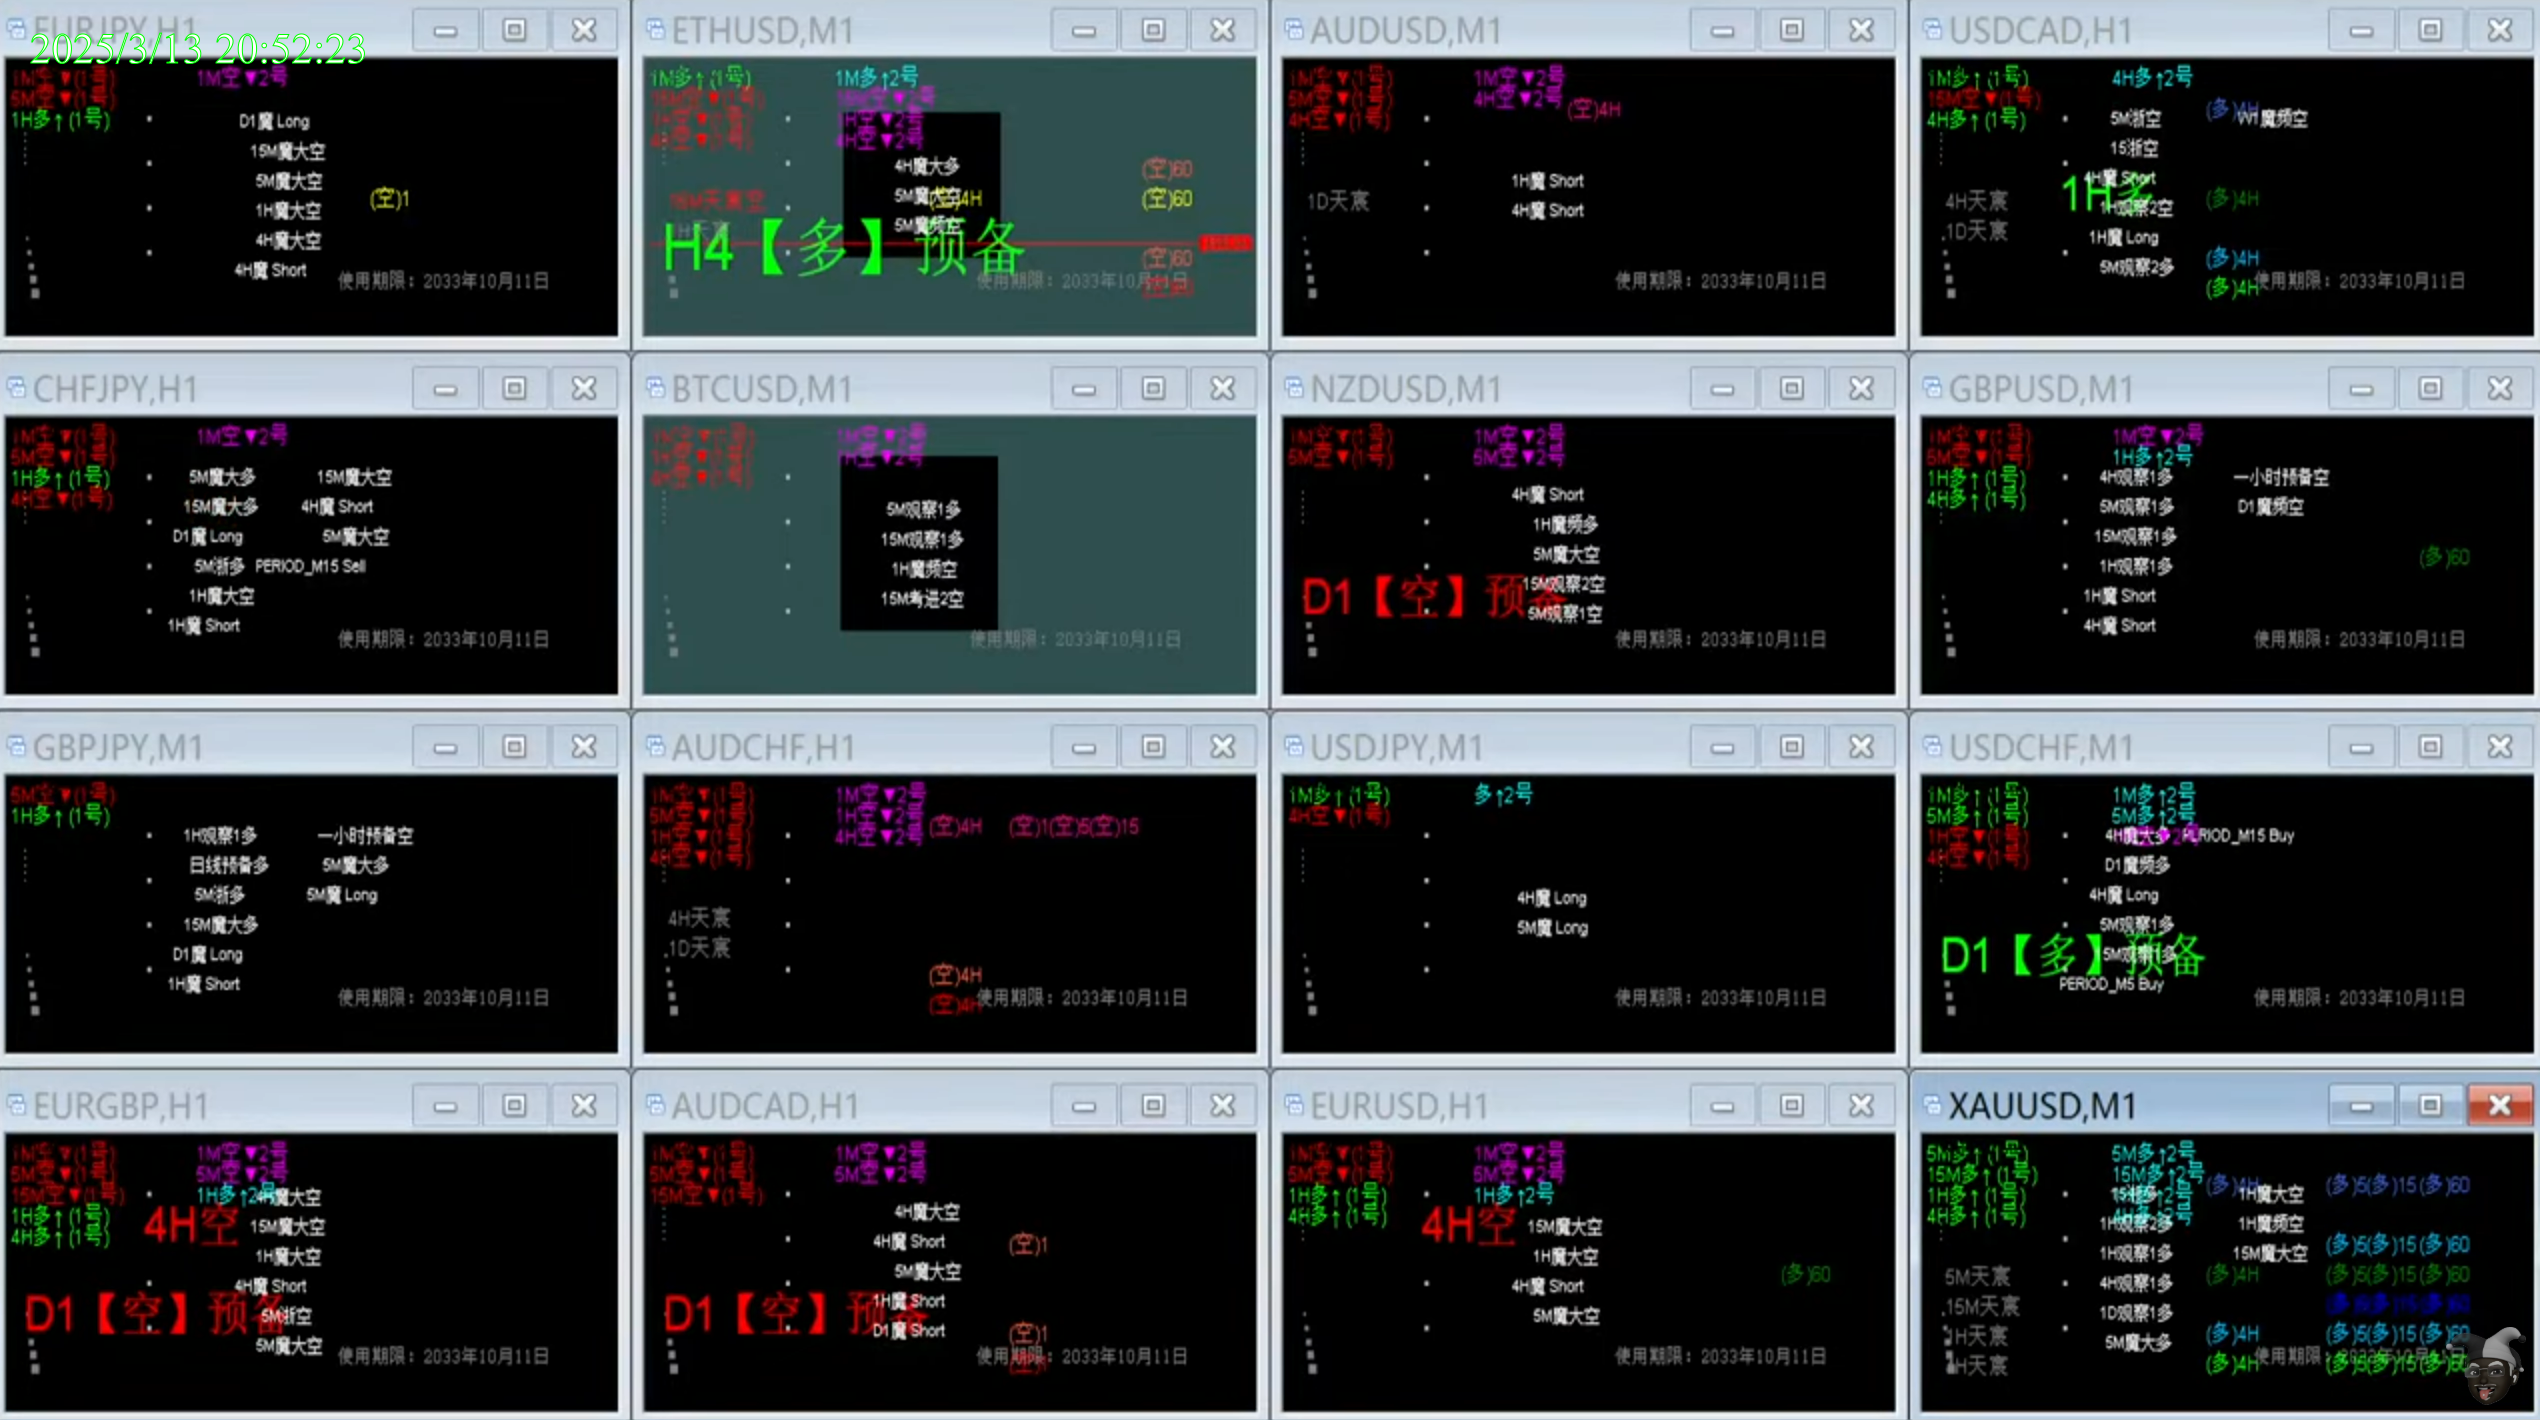 EURJPY,H1
2025/3/13 20:52:23
1M空▼(1号)
5M空▼(1号)
1H多↑(1号)
1M空▼2号
D1魔 Long
15M魔大空
5M魔大空
1H魔大空
4H魔大空
4H魔 Short
(空)1
使用期限：2033年10月11日
ETHUSD,M1
1M多↑(1号)
15M空▼(1号)
1H空▼(1号)
4H空▼(1号)
1M多↑2号
15M空▼2号
1H空▼2号
4H空▼2号
4H魔大多
5M魔大空
5M魔频空
(空)60
(空)60
(空)60
15M天宸空
1H天宸
H4【多】预备
使用期限：2033年10月11日
AUDUSD,M1
1M空▼(1号)
5M空▼(1号)
4H空▼(1号)
1M空▼2号
4H空▼2号
(空)4H
1D天宸
1H魔 Short
4H魔 Short
使用期限：2033年10月11日
USDCAD,H1
1M多↑(1号)
15M空▼(1号)
4H多↑(1号)
4H多↑2号
(多)4H
W1魔频空
5M浙空
15浙空
4H魔 Short
1H多
1H观察2空
1H魔 Long
5M观察2多
4H天宸
.1D天宸
(多)4H
(多)4H
(多)4H
使用期限：2033年10月11日
CHFJPY,H1
1M空▼(1号)
5M空▼(1号)
1H多↑(1号)
4H空▼(1号)
1M空▼2号
5M魔大多 15M魔大空
15M魔大多 4H魔 Short
D1魔 Long 5M魔大空
5M浙多 PERIOD_M15 Sell
1H魔大空
1H魔 Short
使用期限：2033年10月11日
BTCUSD,M1
1M空▼(1号)
1H空▼(1号)
4H空▼(1号)
1M空▼2号
1H空▼2号
5M观察1多
15M观察1多
1H魔频空
15M考进2空
使用期限：2033年10月11日
NZDUSD,M1
1M空▼(1号)
5M空▼(1号)
1M空▼2号
5M空▼2号
4H魔 Short
1H魔频多
5M魔大空
15M观察2空
5M观察1空
D1【空】预备
使用期限：2033年10月11日
GBPUSD,M1
1M空▼(1号)
5M空▼(1号)
1H多↑(1号)
4H多↑(1号)
1M空▼2号
1H多↑2号
4H观察1多 一小时预备空
5M观察1多 D1魔频空
15M观察1多
1H观察1多
1H魔 Short
4H魔 Short
(多)60
使用期限：2033年10月11日
GBPJPY,M1
5M空▼(1号)
1H多↑(1号)
1H观察1多 一小时预备空
日线预备多 5M魔大多
5M浙多 5M魔 Long
15M魔大多
D1魔 Long
1H魔 Short
使用期限：2033年10月11日
AUDCHF,H1
1M空▼(1号)
5M空▼(1号)
1H空▼(1号)
4H空▼(1号)
1M空▼2号
1H空▼2号
4H空▼2号
(空)4H (空)1(空)5(空)15
4H天宸
.1D天宸
(空)4H
(空)4H
使用期限：2033年10月11日
USDJPY,M1
1M多↑(1号)
4H空▼(1号)
多↑2号
4H魔 Long
5M魔 Long
使用期限：2033年10月11日
USDCHF,M1
1M多↑(1号)
5M多↑(1号)
1H空▼(1号)
4H空▼(1号)
1M多↑2号
5M多↑2号
4H魔大多 PERIOD_M15 Buy
D1魔频多
4H魔 Long
5M观察1多
5M观察1多
D1【多】预备
PERIOD_M5 Buy
使用期限：2033年10月11日
EURGBP,H1
1M空▼(1号)
5M空▼(1号)
15M空▼(1号)
1H多↑(1号)
4H多↑(1号)
1M空▼2号
5M空▼2号
1H多↑2号
4H魔大空
4H空
15M魔大空
1H魔大空
4H魔 Short
5M浙空
5M魔大空
D1【空】预备
使用期限：2033年10月11日
AUDCAD,H1
1M空▼(1号)
5M空▼(1号)
15M空▼(1号)
1M空▼2号
5M空▼2号
4H魔大空
4H魔 Short
5M魔大空
1H魔 Short
D1魔 Short
(空)1
(空)1
D1【空】预备
使用期限：2033年10月11日
EURUSD,H1
1M空▼(1号)
5M空▼(1号)
1H多↑(1号)
4H多↑(1号)
1M空▼2号
5M空▼2号
1H多↑2号
4H空
15M魔大空
1H魔大空
4H魔 Short
5M魔大空
(多)60
使用期限：2033年10月11日
XAUUSD,M1
5M多↑(1号)
15M多↑(1号)
1H多↑(1号)
4H多↑(1号)
5M多↑2号
15M多↑2号
(多)4H (多)5(多)15(多)60
1H魔大空
1H观察2多 1H魔频空
1H观察1多 15M魔大空
4H观察1多
1D观察1多
5M魔大多
5M天宸
.15M天宸
1H天宸
4H天宸
(多)5(多)15(多)60
(多)4H (多)5(多)15(多)60
(多)4H (多)5(多)15(多)60
(多)4H (多)5(多)15(多)60
使用期限：